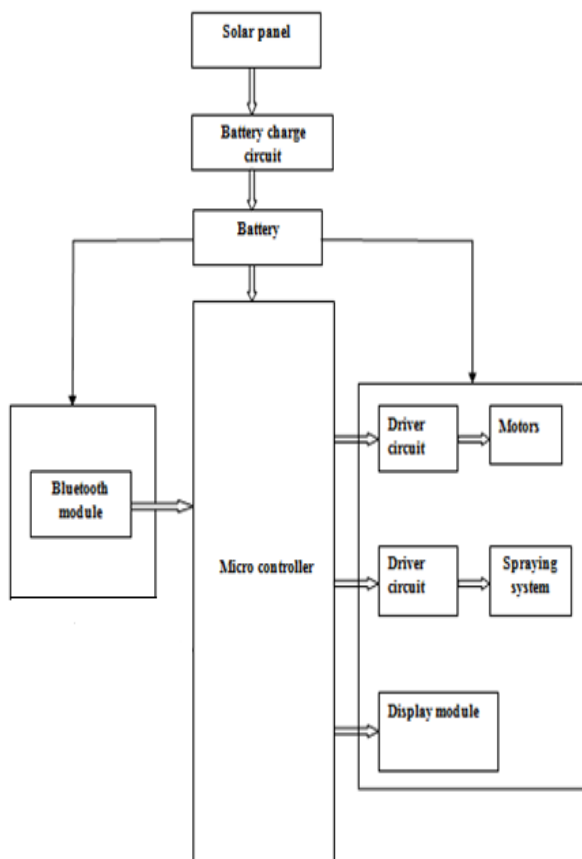 Solar panel
Battery charge
circuit
Battery
Driver
circuit
Motors
Bluetooth
module
Micro controller
Driver
circuit
Spraying
system
Display module